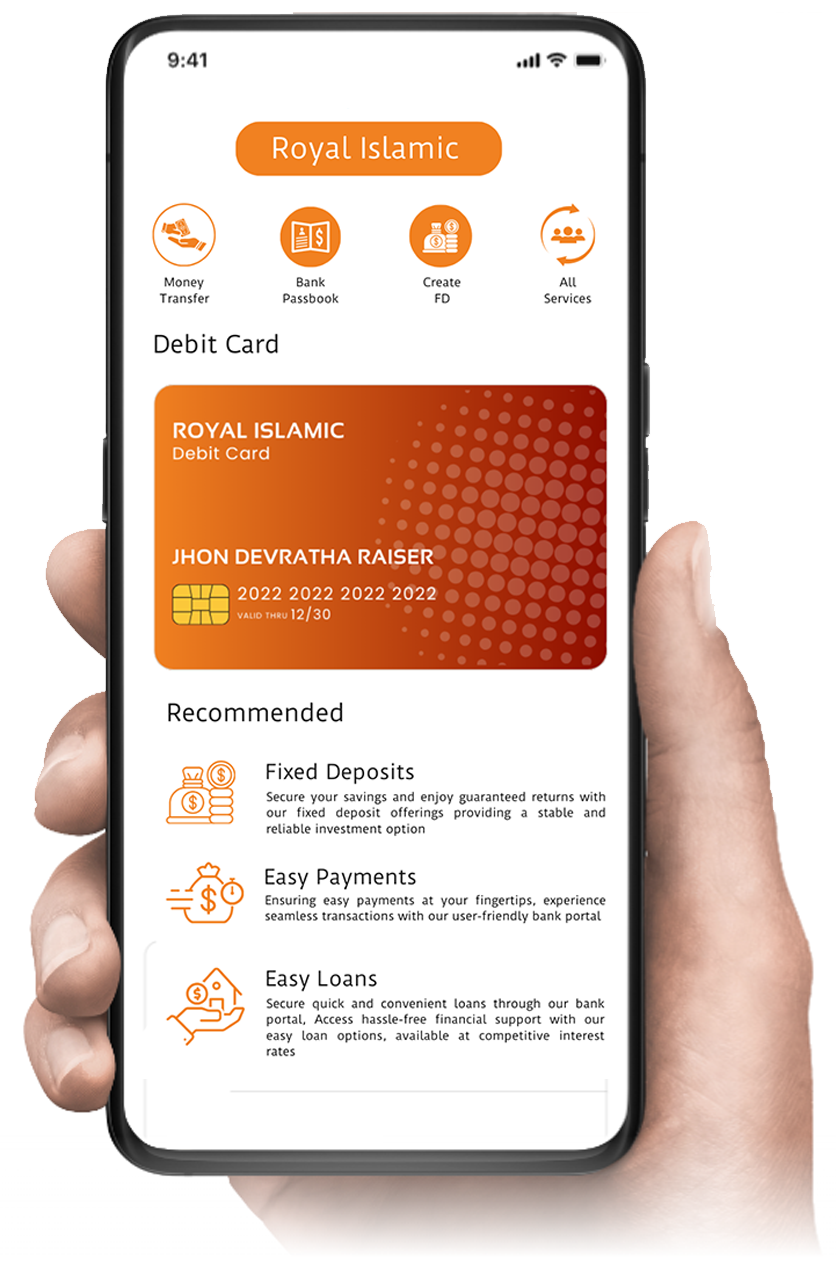 9:41
Royal Islamic
Money
Transfer
Bank
Passbook
Create
FD
All
Services
Debit Card
ROYAL ISLAMIC
Debit Card
JHON DEVRATHA RAISER
2022 2022 2022 2022
VALID THRU 12/30
Recommended
Fixed Deposits
Secure your savings and enjoy guaranteed returns with
our fixed deposit offerings providing a stable and
reliable investment option
Easy Payments
Ensuring easy payments at your fingertips, experience
seamless transactions with our user-friendly bank portal
Easy Loans
Secure quick and convenient loans through our bank
portal, Access hassle-free financial support with our
easy loan options, available at competitive interest
rates